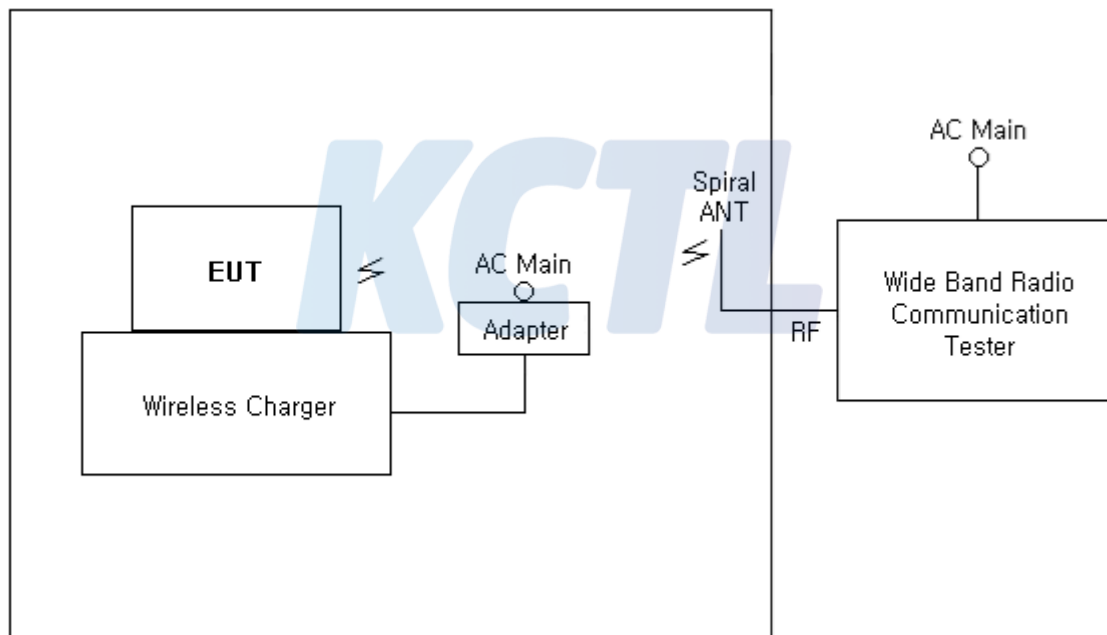 KCTL
AC Main
Spiral
ANT
EUT
AC Main
Adapter
RF
Wide Band Radio
Communication
Tester
Wireless Charger